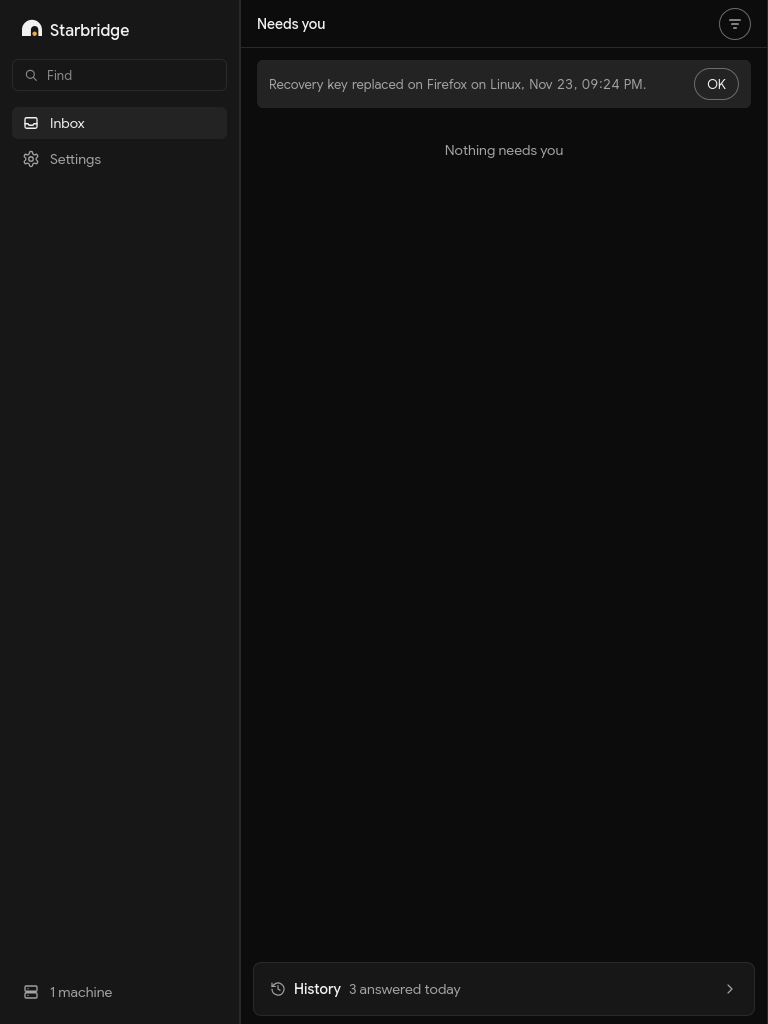 Starbridge
Find
Inbox
Settings
1 machine
Needs you
Recovery key replaced on Firefox on Linux, Nov 23, 09:24 PM.
OK
Nothing needs you
History 3 answered today